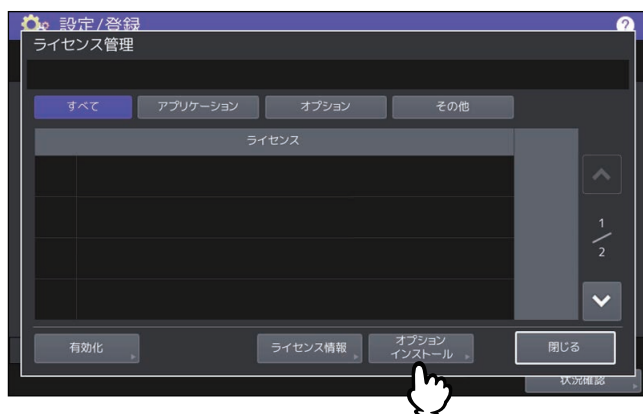 設定/登録
?
ライセンス管理
すべて
アプリケーション
オプション
その他
ライセンス
1
2
有効化
ライセンス情報
オプション
インストール
閉じる
状況確認